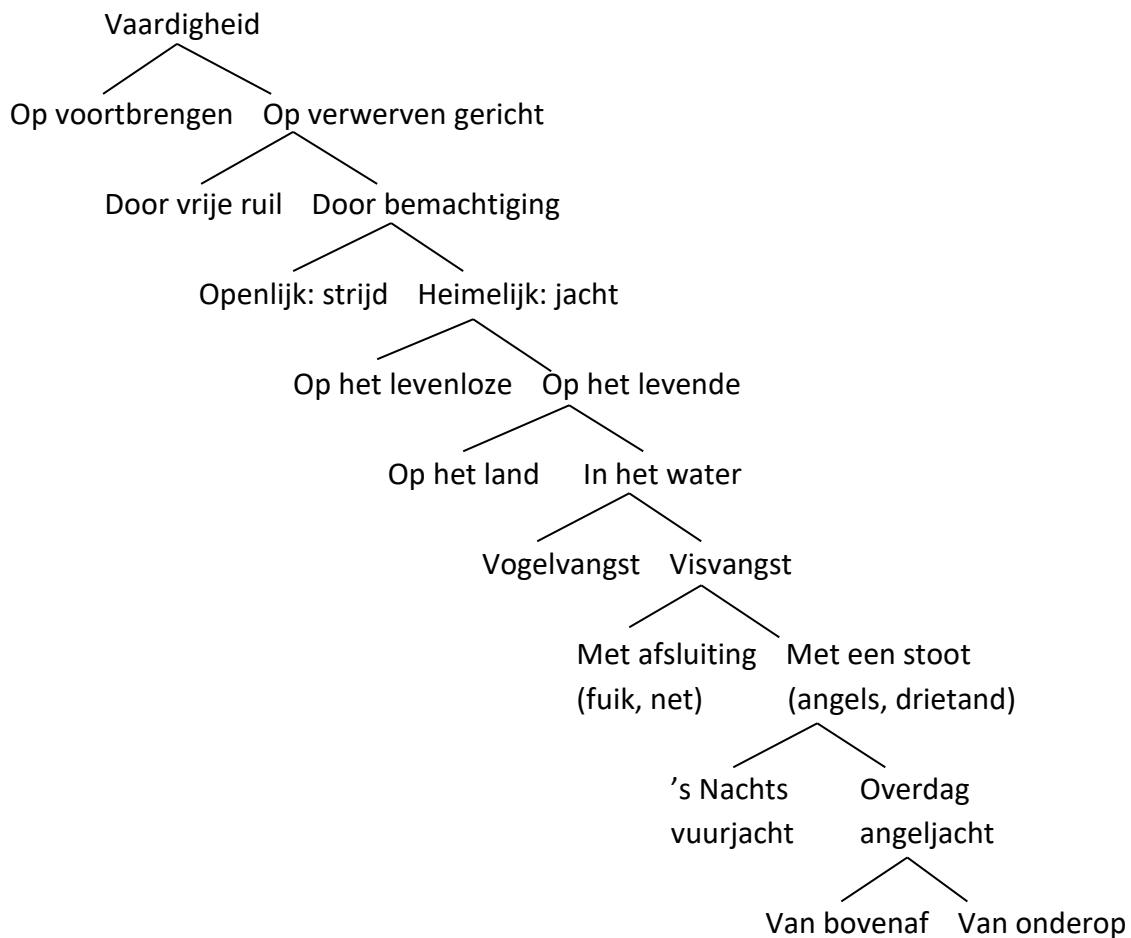 Vaardigheid
Op voortbrengen Op verwerven gericht
Door vrije ruil Door bemachtiging
Openlijk: strijd Heimelijk: jacht
Op het levenloze Op het levende
Op het land In het water
Vogelvangst Visvangst
Met afsluiting Met een stoot
(fuik, net) (angels, drietand)
’s Nachts Overdag
vuurjacht angeljacht
Van bovenaf Van onderop